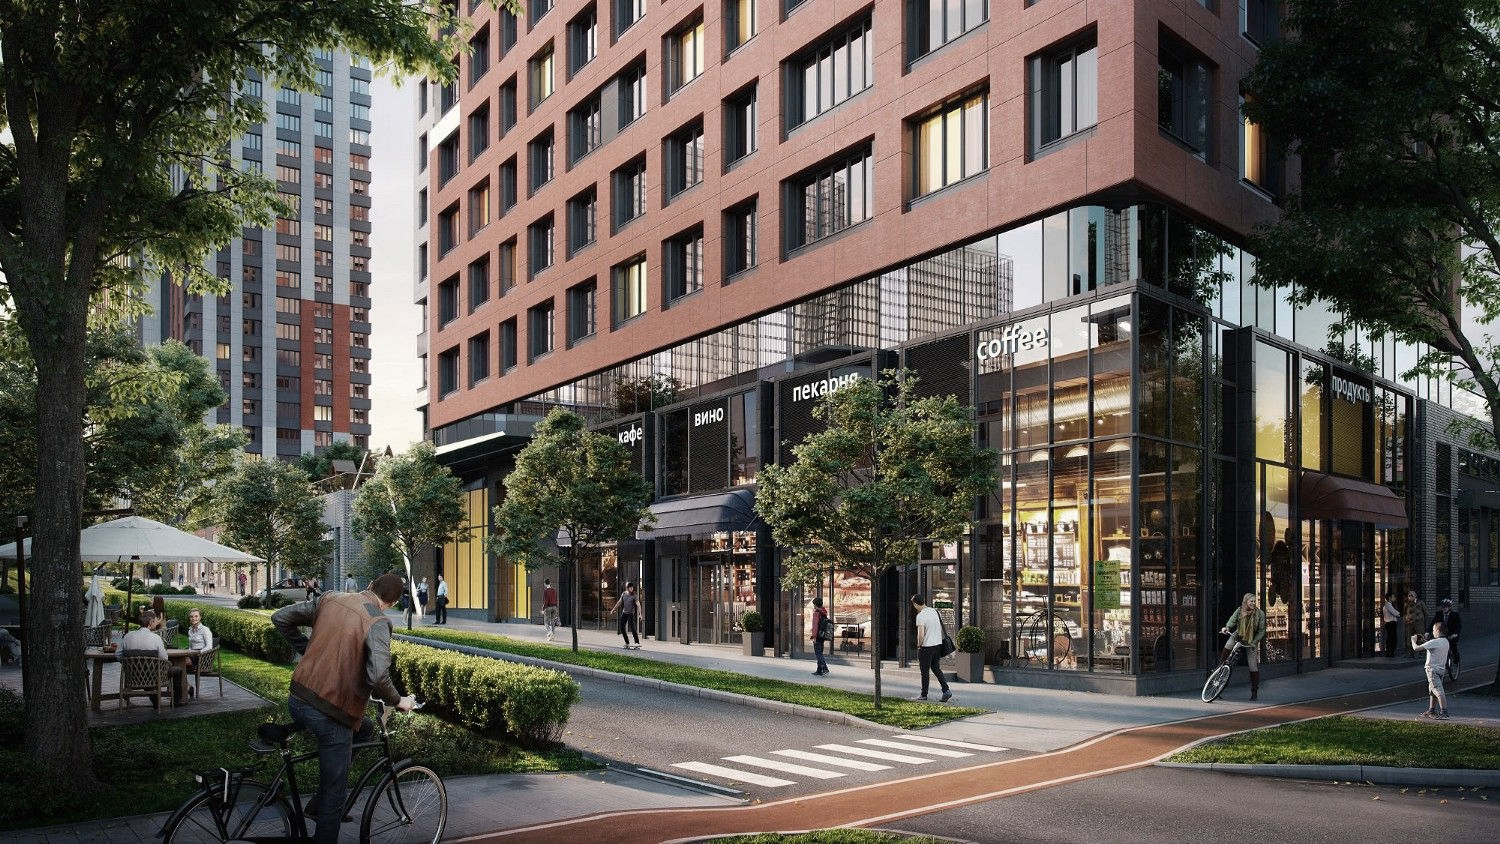 кафе
вино
пекарня
coffee
продукты